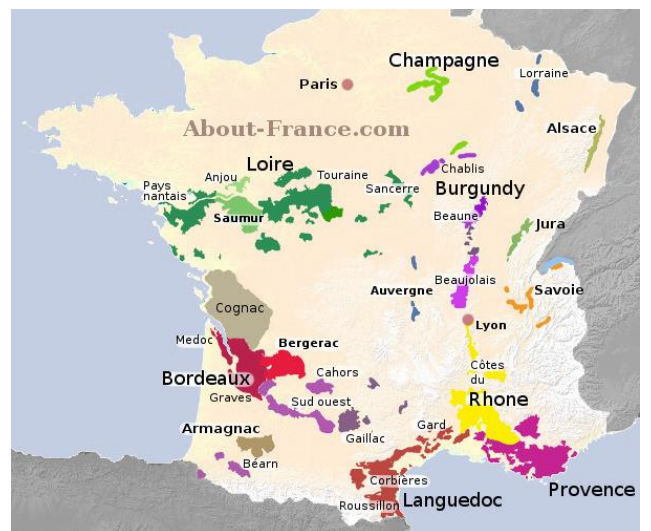 Champagne
Lorraine
Paris
About-France.com
Alsace
Loire
Anjou
Touraine
Chablis
Pays
nantais
Sancerre
Burgundy
Saumur
Beaune
Jura
Beaujolais
Auvergne
Savoie
Cognac
Lyon
Medoc
Bergerac
Bordeaux
Cahors
Côtes
du
Rhone
Graves
Sud ouest
Armagnac
Gaillac
Gard
Béarn
Corbières
Provence
Roussillon
Languedoc